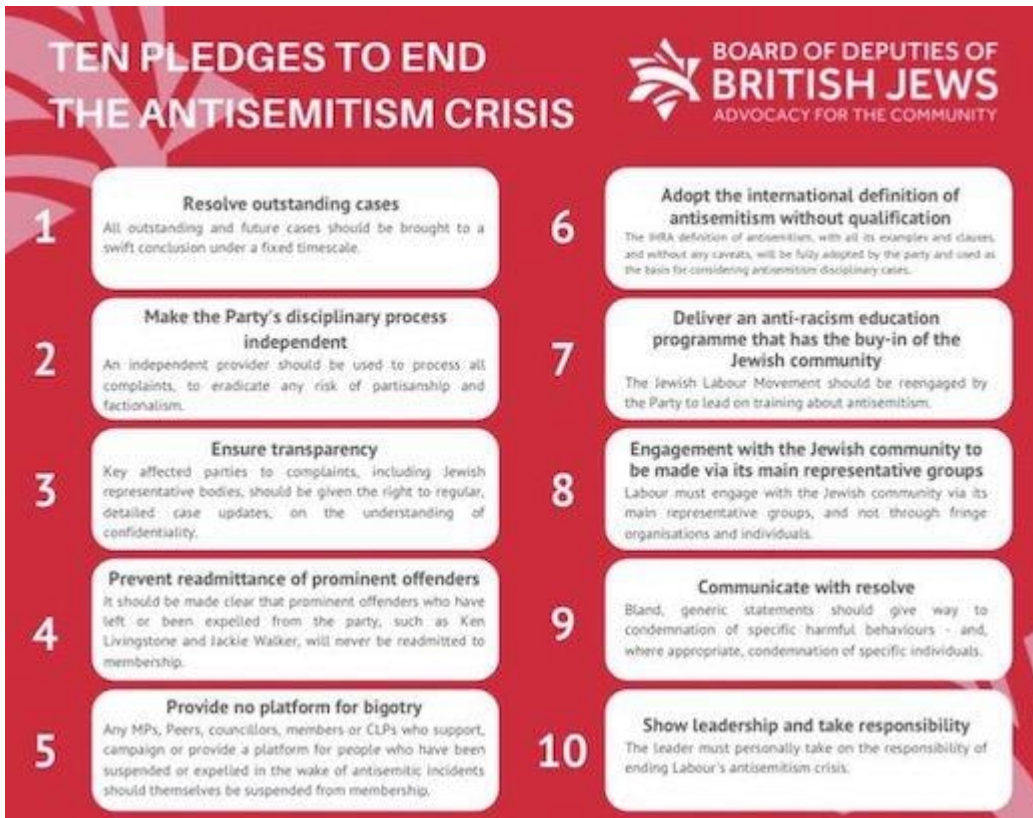 TEN PLEDGES TO END
THE ANTISEMITISM CRISIS
BOARD OF DEPUTIES OF
BRITISH JEWS
ADVOCACY FOR THE COMMUNITY
1
Resolve outstanding cases
All outstanding and future cases should be brought to a
swift conclusion under a fixed timescale.
2
Make the Party's disciplinary process
independent
An independent provider should be used to process all
complaints, to eradicate any risk of partisanship and
factionalism.
3
Ensure transparency
Key affected parties to complaints, including Jewish
representative bodies, should be given the right to regular,
detailed case updates, on the understanding of
confidentiality.
4
Prevent readmittance of prominent offenders
It should be made clear that prominent offenders who have
left or been expelled from the party, such as Ken
Livingstone and Jackie Walker, will never be readmitted to
membership.
5
Provide no platform for bigotry
Any MPs, Peers, councillors, members or CLPs who support,
campaign or provide a platform for people who have been
suspended or expelled in the wake of antisemitic incidents
should themselves be suspended from membership.
6
Adopt the international definition of
antisemitism without qualification
The IHRA definition of antisemitism, with all its examples and clauses,
and without any caveats, will be fully adopted by the party and used as
the basis for considering antisemitism disciplinary cases.
7
Deliver an anti-racism education
programme that has the buy-in of the
Jewish community
The Jewish Labour Movement should be reengaged by
the Party to lead on training about antisemitism.
8
Engagement with the Jewish community to
be made via its main representative groups
Labour must engage with the Jewish community via its
main representative groups, and not through fringe
organisations and individuals.
9
Communicate with resolve
Bland, generic statements should give way to
condemnation of specific harmful behaviours - and,
where appropriate, condemnation of specific individuals.
10
Show leadership and take responsibility
The leader must personally take on the responsibility of
ending Labour's antisemitism crisis.